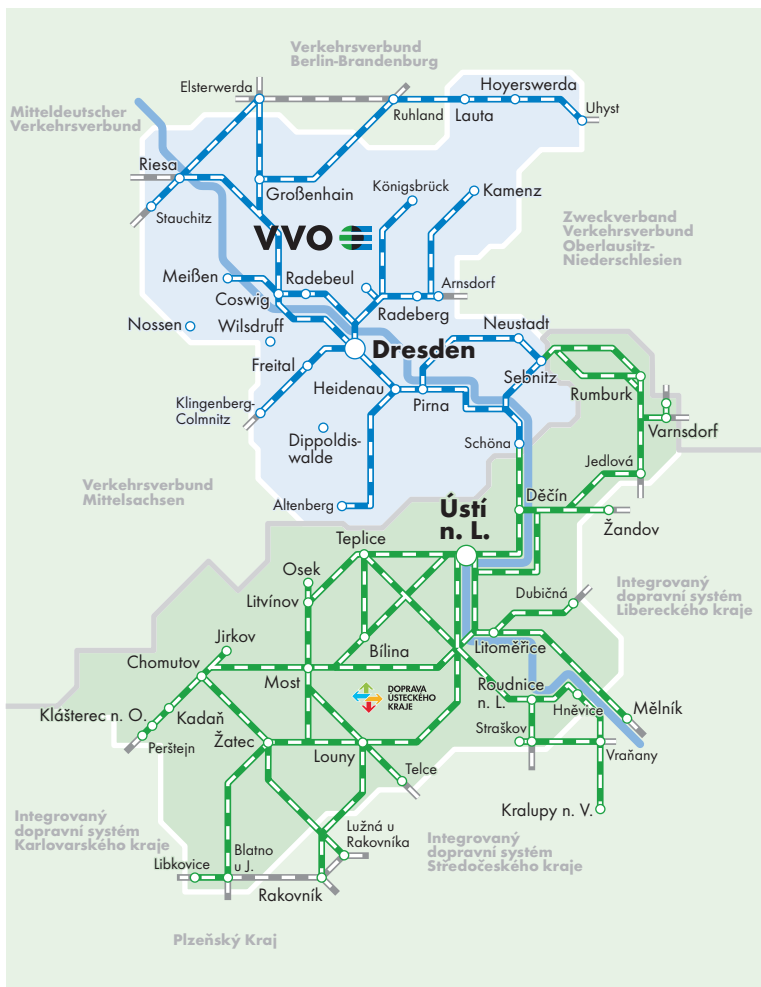 Verkehrsverbund
Berlin-Brandenburg
Elsterwerda
Hoyerswerda
Mitteldeutscher
Verkehrsverbund
Ruhland
Lauta
Uhyst
Riesa
Großenhain
Königsbrück
Kamenz
Stauchitz
VVO
Zweckverband
Verkehrsverbund
Oberlausitz-
Niederschlesien
Meißen
Radebeul
Arnsdorf
Coswig
Radeberg
Nossen
Wilsdruff
Neustadt
Dresden
Freital
Sebnitz
Heidenau
Rumburk
Klingenberg-
Colmnitz
Pirna
Varnsdorf
Dippoldis-
walde
Schöna
Jedlová
Verkehrsverbund
Mittelsachsen
Altenberg
Děčín
Ústí
n. L.
Žandov
Teplice
Osek
Integrovaný
dopravní systém
Libereckého kraje
Dubičná
Litvínov
Jirkov
Bílina
Litoměřice
Chomutov
Most
DOPRAVA
ÚSTECKÉHO
KRAJE
Roudnice
n. L.
Hněvice
Mělník
Klášterec n. O.
Kadaň
Perštejn
Žatec
Louny
Straškov
Vraňany
Telce
Kralupy n. V.
Integrovaný
dopravní systém
Karlovarského kraje
Lužná u
Rakovníka
Integrovaný
dopravní systém
Středočeského kraje
Blatno
u J.
Libkovice
Rakovník
Plzeňský Kraj